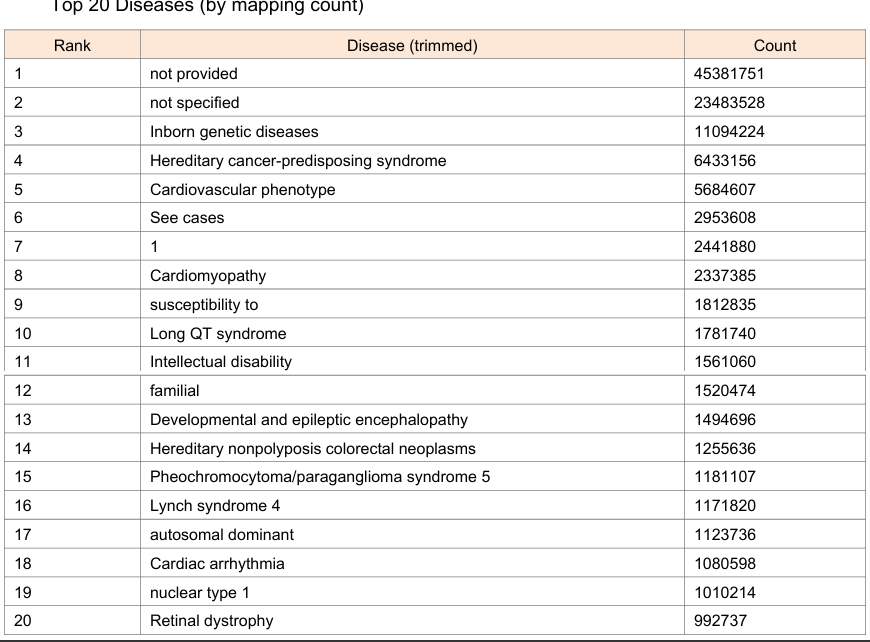 Top 20 Diseases (by mapping count)
Rank Disease (trimmed) Count
1 not provided 45381751
2 not specified 23483528
3 Inborn genetic diseases 11094224
4 Hereditary cancer-predisposing syndrome 6433156
5 Cardiovascular phenotype 5684607
6 See cases 2953608
7 1 2441880
8 Cardiomyopathy 2337385
9 susceptibility to 1812835
10 Long QT syndrome 1781740
11 Intellectual disability 1561060
12 familial 1520474
13 Developmental and epileptic encephalopathy 1494696
14 Hereditary nonpolyposis colorectal neoplasms 1255636
15 Pheochromocytoma/paraganglioma syndrome 5 1181107
16 Lynch syndrome 4 1171820
17 autosomal dominant 1123736
18 Cardiac arrhythmia 1080598
19 nuclear type 1 1010214
20 Retinal dystrophy 992737